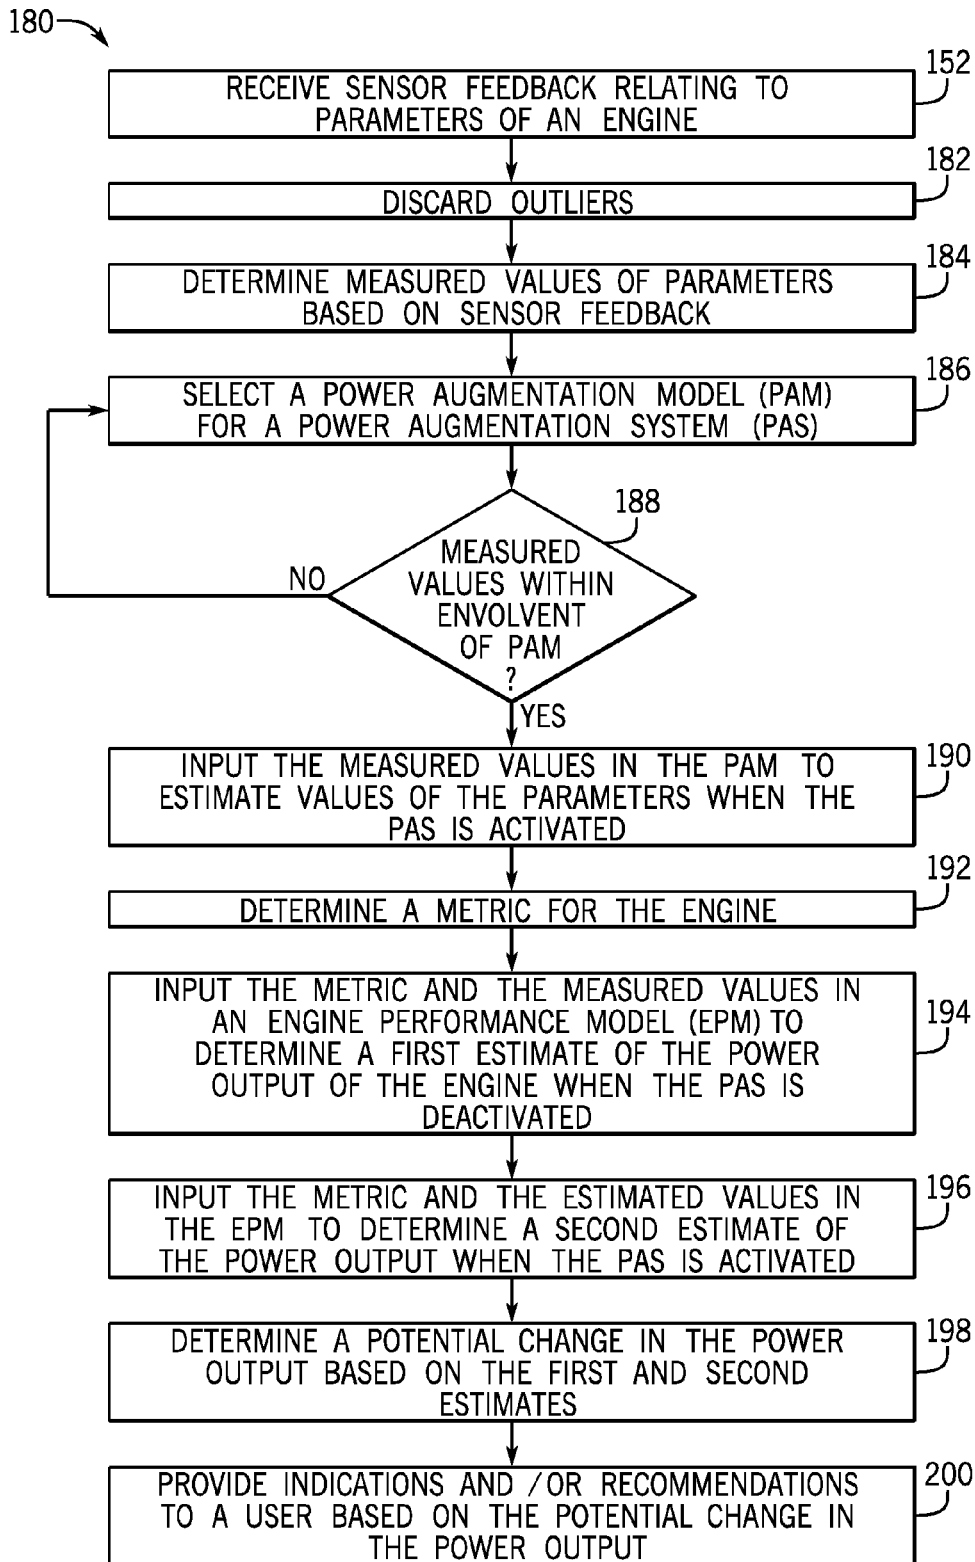 180
152
RECEIVE SENSOR FEEDBACK RELATING TO
PARAMETERS OF AN ENGINE
182
DISCARD OUTLIERS
184
DETERMINE MEASURED VALUES OF PARAMETERS
BASED ON SENSOR FEEDBACK
186
SELECT A POWER AUGMENTATION MODEL (PAM)
FOR A POWER AUGMENTATION SYSTEM (PAS)
188
MEASURED
VALUES WITHIN
ENVOLVENT
OF PAM
?
NO
YES
190
INPUT THE MEASURED VALUES IN THE PAM TO
ESTIMATE VALUES OF THE PARAMETERS WHEN THE
PAS IS ACTIVATED
192
DETERMINE A METRIC FOR THE ENGINE
194
INPUT THE METRIC AND THE MEASURED VALUES IN
AN ENGINE PERFORMANCE MODEL (EPM) TO
DETERMINE A FIRST ESTIMATE OF THE POWER
OUTPUT OF THE ENGINE WHEN THE PAS IS
DEACTIVATED
196
INPUT THE METRIC AND THE ESTIMATED VALUES IN
THE EPM TO DETERMINE A SECOND ESTIMATE OF
THE POWER OUTPUT WHEN THE PAS IS ACTIVATED
198
DETERMINE A POTENTIAL CHANGE IN THE POWER
OUTPUT BASED ON THE FIRST AND SECOND
ESTIMATES
200
PROVIDE INDICATIONS AND /OR RECOMMENDATIONS
TO A USER BASED ON THE POTENTIAL CHANGE IN
THE POWER OUTPUT